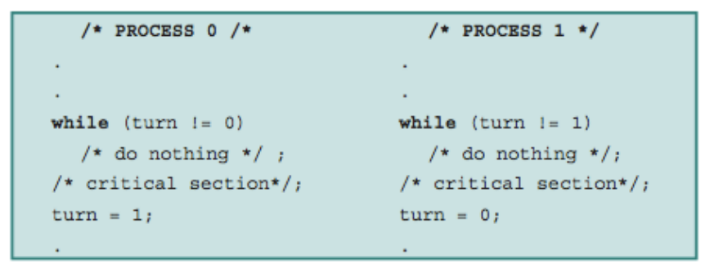 /* PROCESS 0 /*
.
.
while (turn != 0)
/* do nothing */ ;
/* critical section*/;
turn = 1;
.
/* PROCESS 1 */
.
.
while (turn != 1)
/* do nothing */;
/* critical section*/;
turn = 0;
.